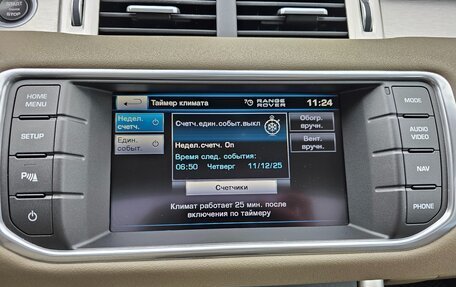 START
HOME
MENU
SETUP
Таймер климата
RANGE
ROVER
11:24
Недел.
счетч.
Един.
событ.
Счетч.един.событ.выкл
Недел.счетч. On
Время след. события:
06:50 Четверг 11/12/25
Счетчики
Климат работает 25 мин. после
включения по таймеру
Обогр.
вручн.
Вент.
вручн.
MODE
AUDIO
VIDEO
NAV
PHONE